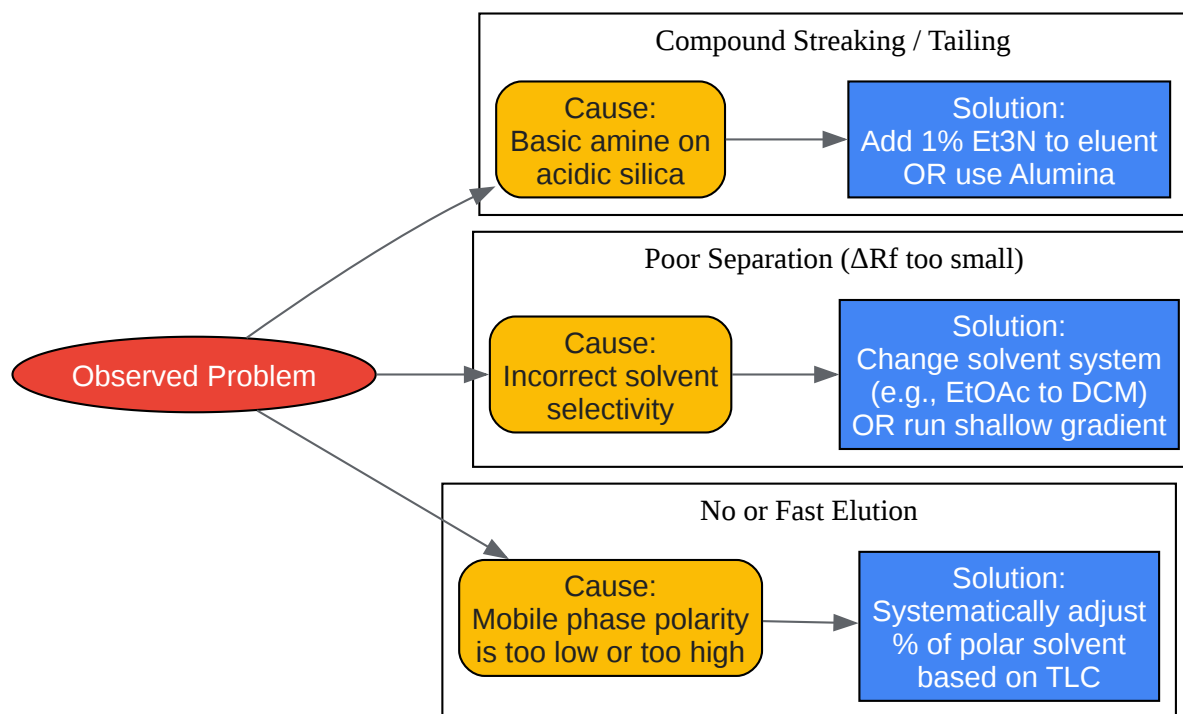 Compound Streaking / Tailing
Cause:
Basic amine on
acidic silica
Solution:
Add 1% Et3N to eluent
OR use Alumina
Poor Separation (ΔRf too small)
Observed Problem
Cause:
Incorrect solvent
selectivity
Solution:
Change solvent system
(e.g., EtOAc to DCM)
OR run shallow gradient
No or Fast Elution
Cause:
Mobile phase polarity
is too low or too high
Solution:
Systematically adjust
% of polar solvent
based on TLC